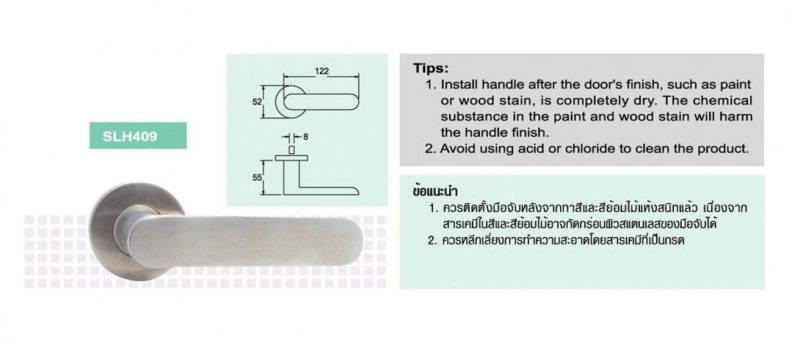 SLH409
122
52
8
55
Tips:
1. Install handle after the door's finish, such as paint
or wood stain, is completely dry. The chemical
substance in the paint and wood stain will harm
the handle finish.
2. Avoid using acid or chloride to clean the product.
ข้อแนะนำ
1. ควรติดตั้งมือจับหลังจากทาสีและสีย้อมไม้แห้งสนิทแล้ว เนื่องจาก
สารเคมีในสีและสีย้อมไม้อาจกัดกร่อนผิวสแตนเลสของมือจับได้
2. ควรหลีกเลี่ยงการทำความสะอาดโดยสารเคมีที่เป็นกรด